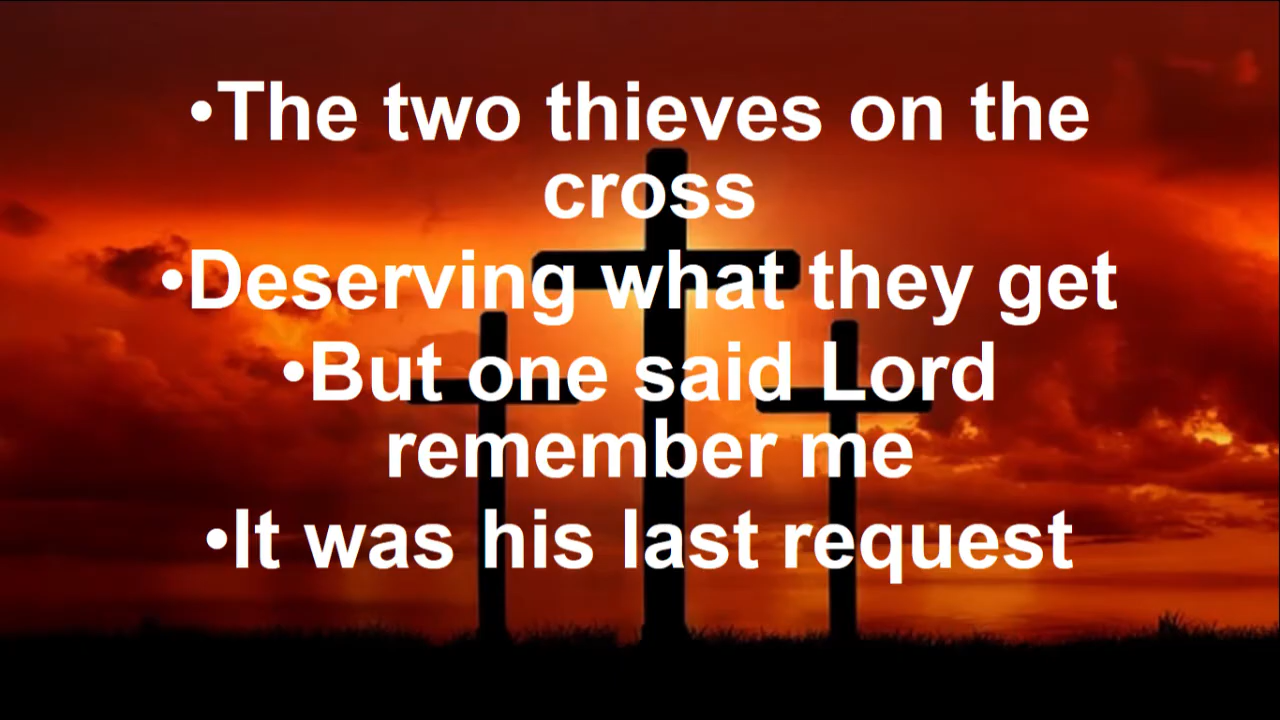 •The two thieves on the
cross
•Deserving what they get
•But one said Lord
remember me
•It was his last request